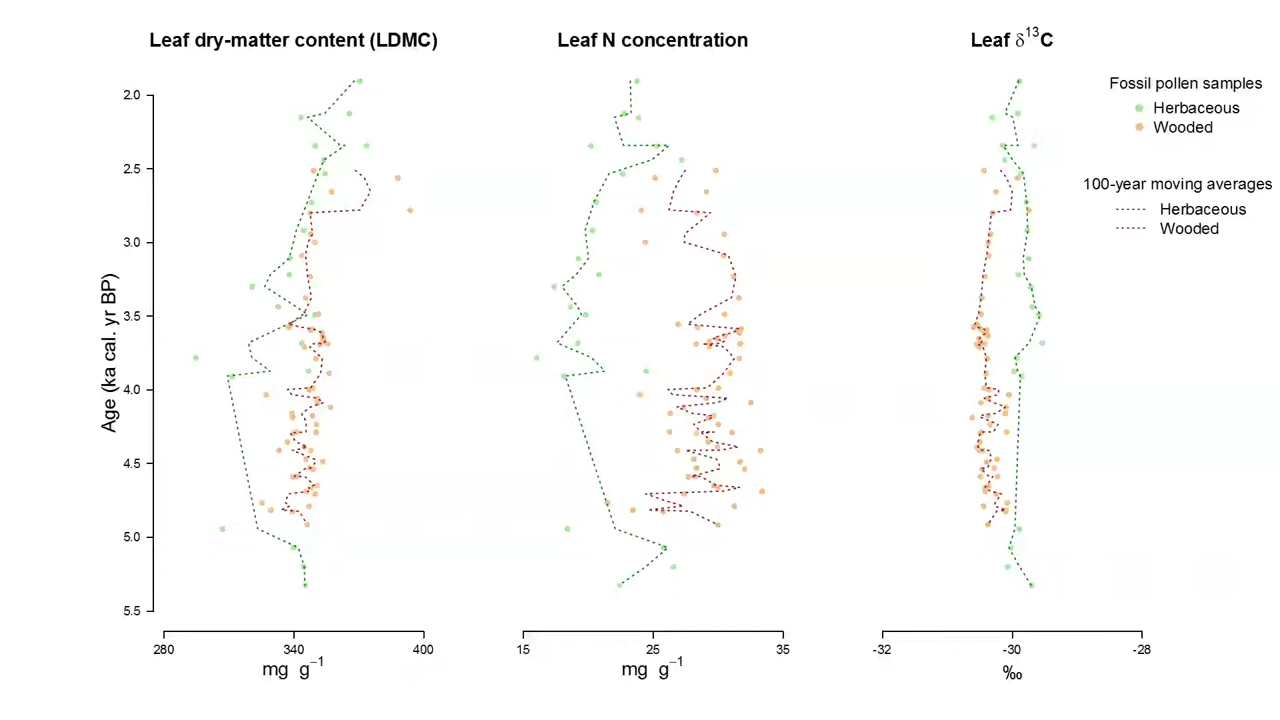 Leaf dry-matter content (LDMC)
Leaf N concentration
Leaf δ¹³C
Fossil pollen samples
Herbaceous
Wooded
100-year moving averages
Herbaceous
Wooded
Age (ka cal. yr BP)
2.0
2.5
3.0
3.5
4.0
4.5
5.0
5.5
280 340 400
mg g⁻¹
15 25 35
mg g⁻¹
-32 -30 -28
‰